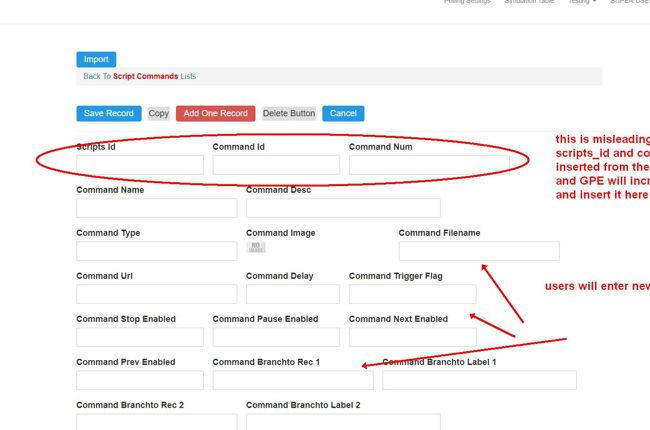 Polling Settings Simulation Table Testing SUPER USE
Import
Back To Script Commands Lists
Save Record Copy Add One Record Delete Button Cancel
this is misleading
Scripts Id Command Id Command Num
scripts_id and co
inserted from the
and GPE will incr
and insert it here
Command Name Command Desc
Command Type Command Image Command Filename
NO IMAGE
Command Url Command Delay Command Trigger Flag
users will enter new
Command Stop Enabled Command Pause Enabled Command Next Enabled
Command Prev Enabled Command Branchto Rec 1 Command Branchto Label 1
Command Branchto Rec 2 Command Branchto Label 2